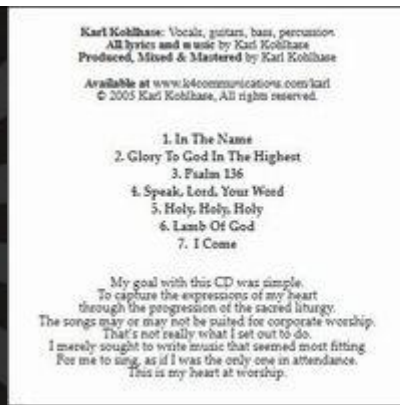 Karl Kohlhase: Vocals, guitars, bass, percussion
All lyrics and music by Karl Kohlhase
Produced, Mixed & Mastered by Karl Kohlhase
Available at www.k4communications.com/karl
© 2005 Karl Kohlhase, All rights reserved.
1. In The Name
2. Glory To God In The Highest
3. Psalm 136
4. Speak, Lord, Your Word
5. Holy, Holy, Holy
6. Lamb Of God
7. I Come
My goal with this CD was simple.
To capture the expressions of my heart
through the progression of the sacred liturgy.
The songs may or may not be suited for corporate worship.
That's not really what I set out to do.
I merely sought to write music that seemed most fitting
For me to sing, as if I was the only one in attendance.
This is my heart at worship.